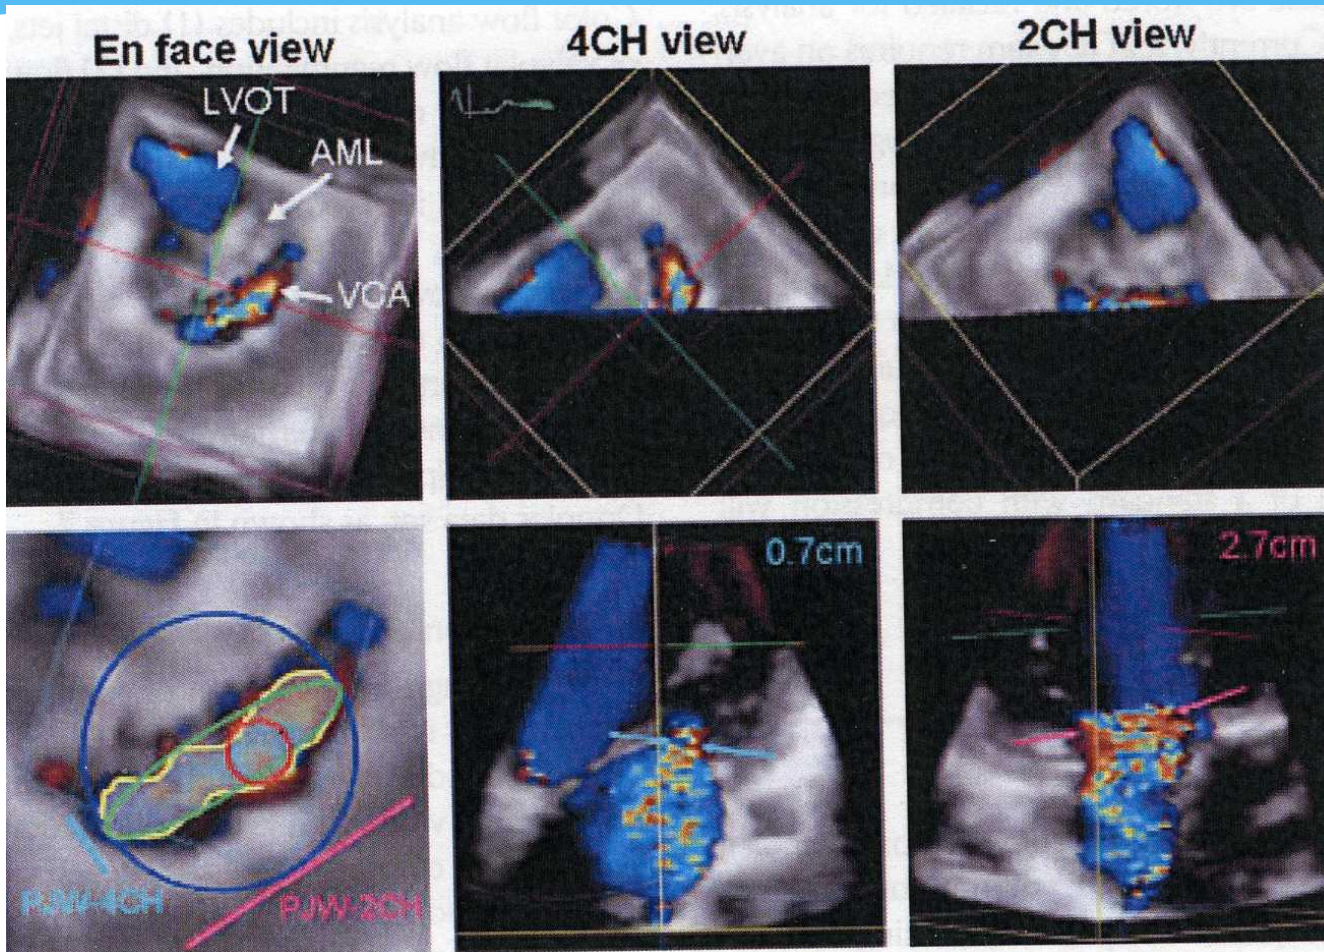 En face view
4CH view
2CH view
LVOT
AML
VCA
0.7cm
2.7cm
PJW-4CH
PJW-2CH